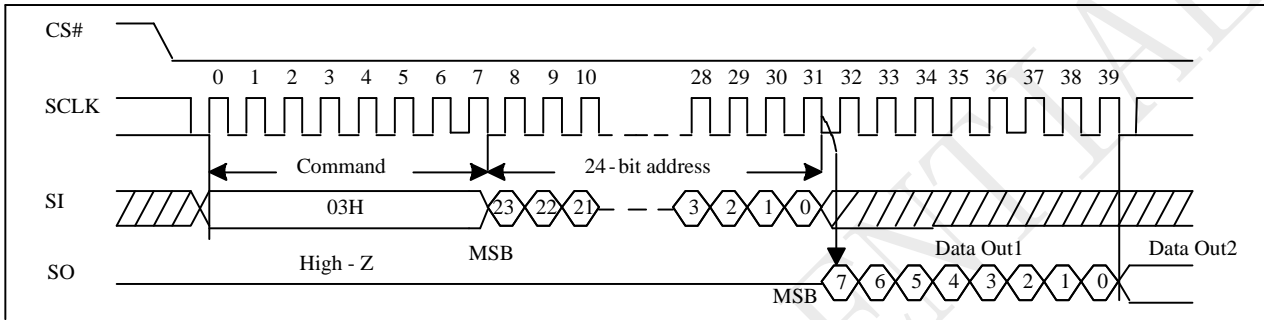 CS#
0 1 2 3 4 5 6 7 8 9 10 28 29 30 31 32 33 34 35 36 37 38 39
SCLK
Command 24-bit address
SI 03H 23 22 21 3 2 1 0
MSB Data Out1 Data Out2
High - Z
SO 7 6 5 4 3 2 1 0
MSB